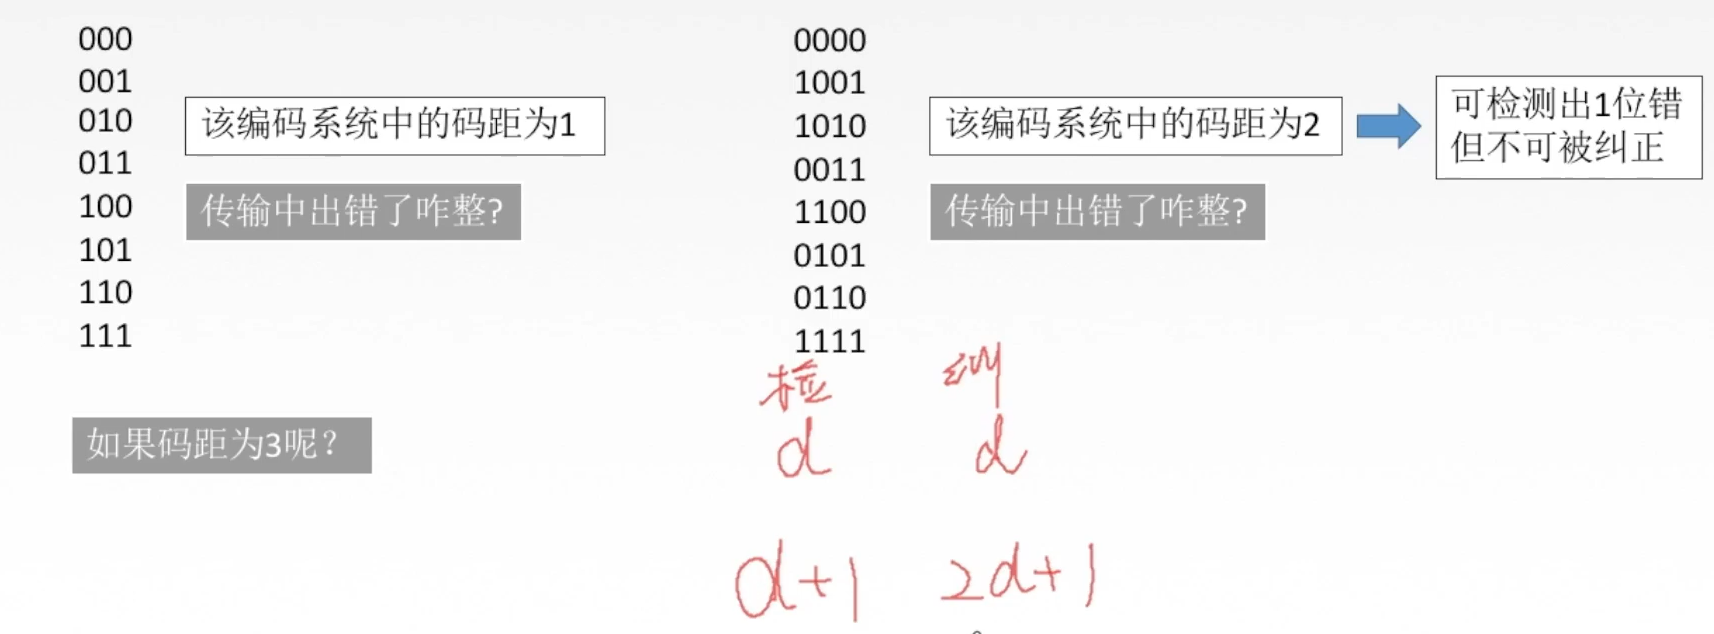 000
001
010
011
100
101
110
111
该编码系统中的码距为1
传输中出错了咋整?
如果码距为3呢？
0000
1001
1010
0011
1100
0101
0110
1111
该编码系统中的码距为2
传输中出错了咋整?
可检测出1位错
但不可被纠正
检 纠
d d
d+1 2d+1